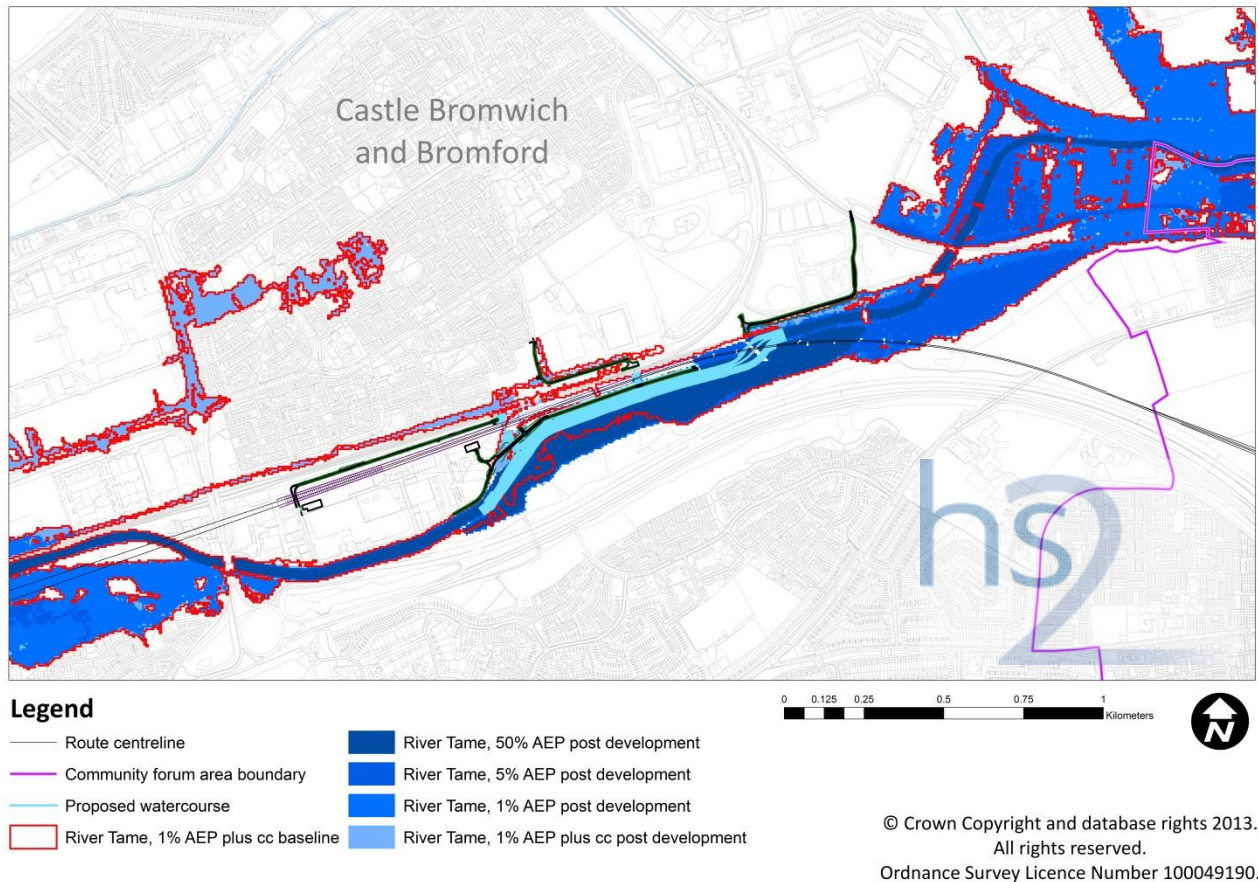 Castle Bromwich
and Bromford
hs2
Legend
Route centreline
Community forum area boundary
Proposed watercourse
River Tame, 1% AEP plus cc baseline
River Tame, 50% AEP post development
River Tame, 5% AEP post development
River Tame, 1% AEP post development
River Tame, 1% AEP plus cc post development
0 0.125 0.25 0.5 0.75 1
Kilometers
N
© Crown Copyright and database rights 2013.
All rights reserved.
Ordnance Survey Licence Number 100049190.